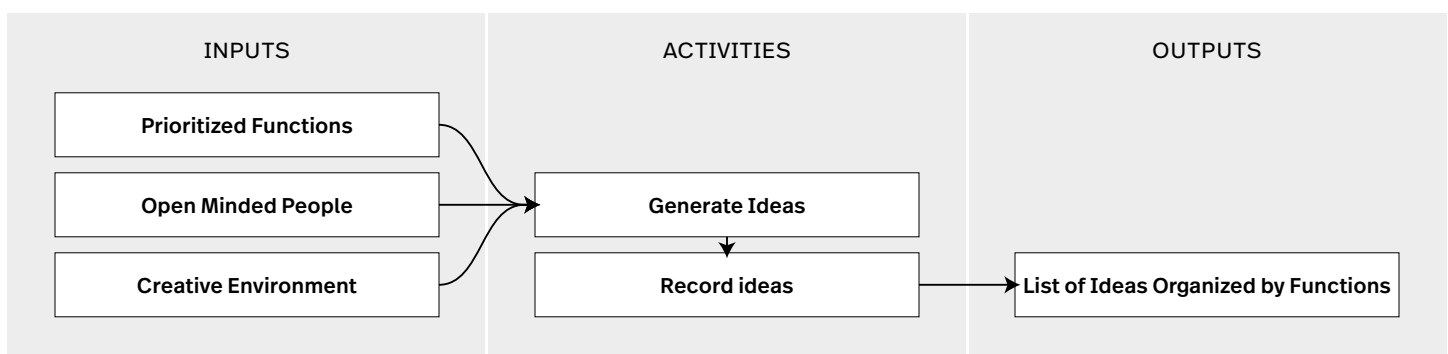 INPUTS
ACTIVITIES
OUTPUTS
Prioritized Functions
Open Minded People
Creative Environment
Generate Ideas
Record ideas
List of Ideas Organized by Functions